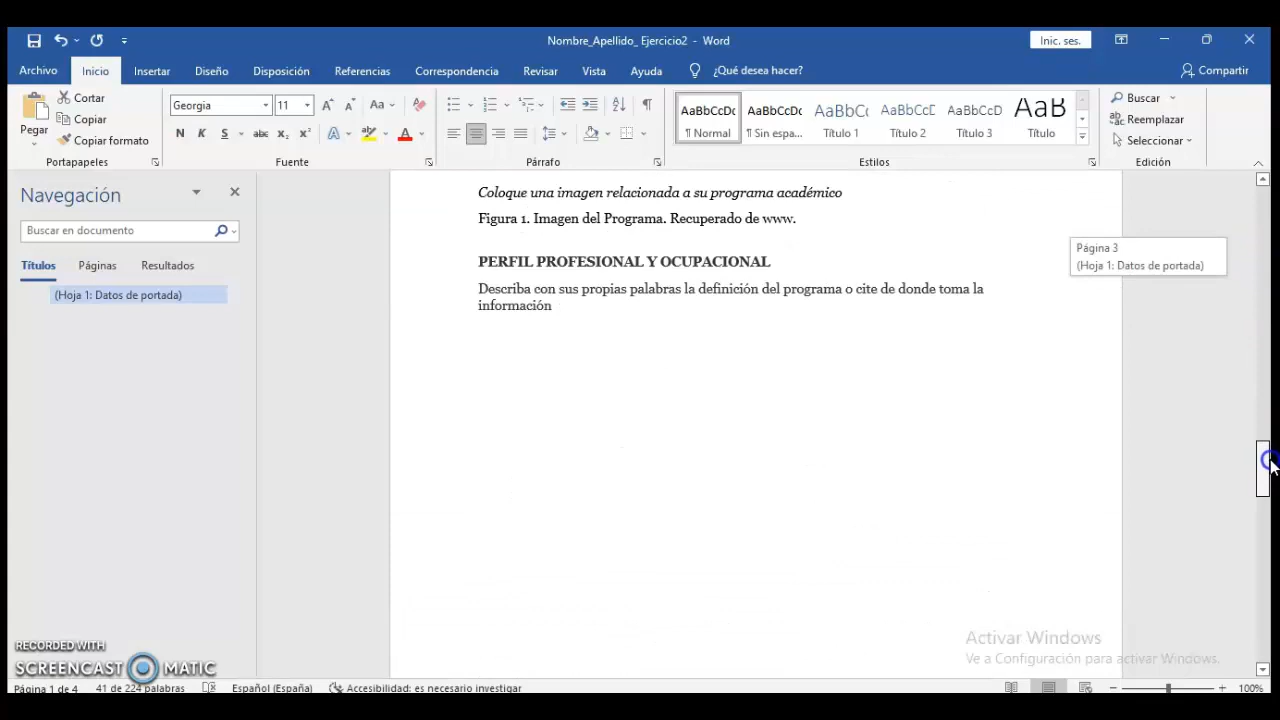 Nombre_Apellido_ Ejercicio2 - Word
Inic. ses.
Archivo Inicio Insertar Diseño Disposición Referencias Correspondencia Revisar Vista Ayuda ¿Qué desea hacer? Compartir
Pegar
Cortar
Copiar
Copiar formato
Portapapeles
Georgia 11 Aa
N K S abc x₂ x² A A
Fuente
Párrafo
AaBbCcDc AaBbCcDc AaBbCc AaBbCcD AaBbCcD AaB
¶ Normal ¶ Sin espa... Título 1 Título 2 Título 3 Título
Estilos
Buscar
Reemplazar
Seleccionar
Edición
Navegación
Buscar en documento
Títulos Páginas Resultados
(Hoja 1: Datos de portada)
Coloque una imagen relacionada a su programa académico
Figura 1. Imagen del Programa. Recuperado de www.
PERFIL PROFESIONAL Y OCUPACIONAL
Describa con sus propias palabras la definición del programa o cite de donde toma la
información
Página 3
(Hoja 1: Datos de portada)
Activar Windows
Ve a Configuración para activar Windows.
RECORDED WITH
SCREENCAST MATIC
Página 1 de 4 41 de 224 palabras Español (España) Accesibilidad: es necesario investigar 100%